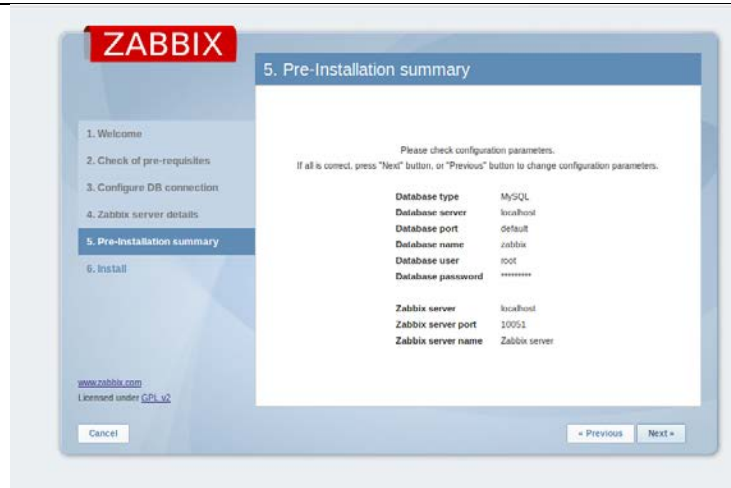 ZABBIX
5. Pre-Installation summary
1. Welcome
2. Check of pre-requisites
3. Configure DB connection
4. Zabbix server details
5. Pre-Installation summary
6. Install
Please check configuration parameters.
If all is correct, press "Next" button, or "Previous" button to change configuration parameters.
Database type MySQL
Database server localhost
Database port default
Database name zabbix
Database user root
Database password *********
Zabbix server localhost
Zabbix server port 10051
Zabbix server name Zabbix server
www.zabbix.com
Licensed under GPL v2
Cancel
« Previous
Next »